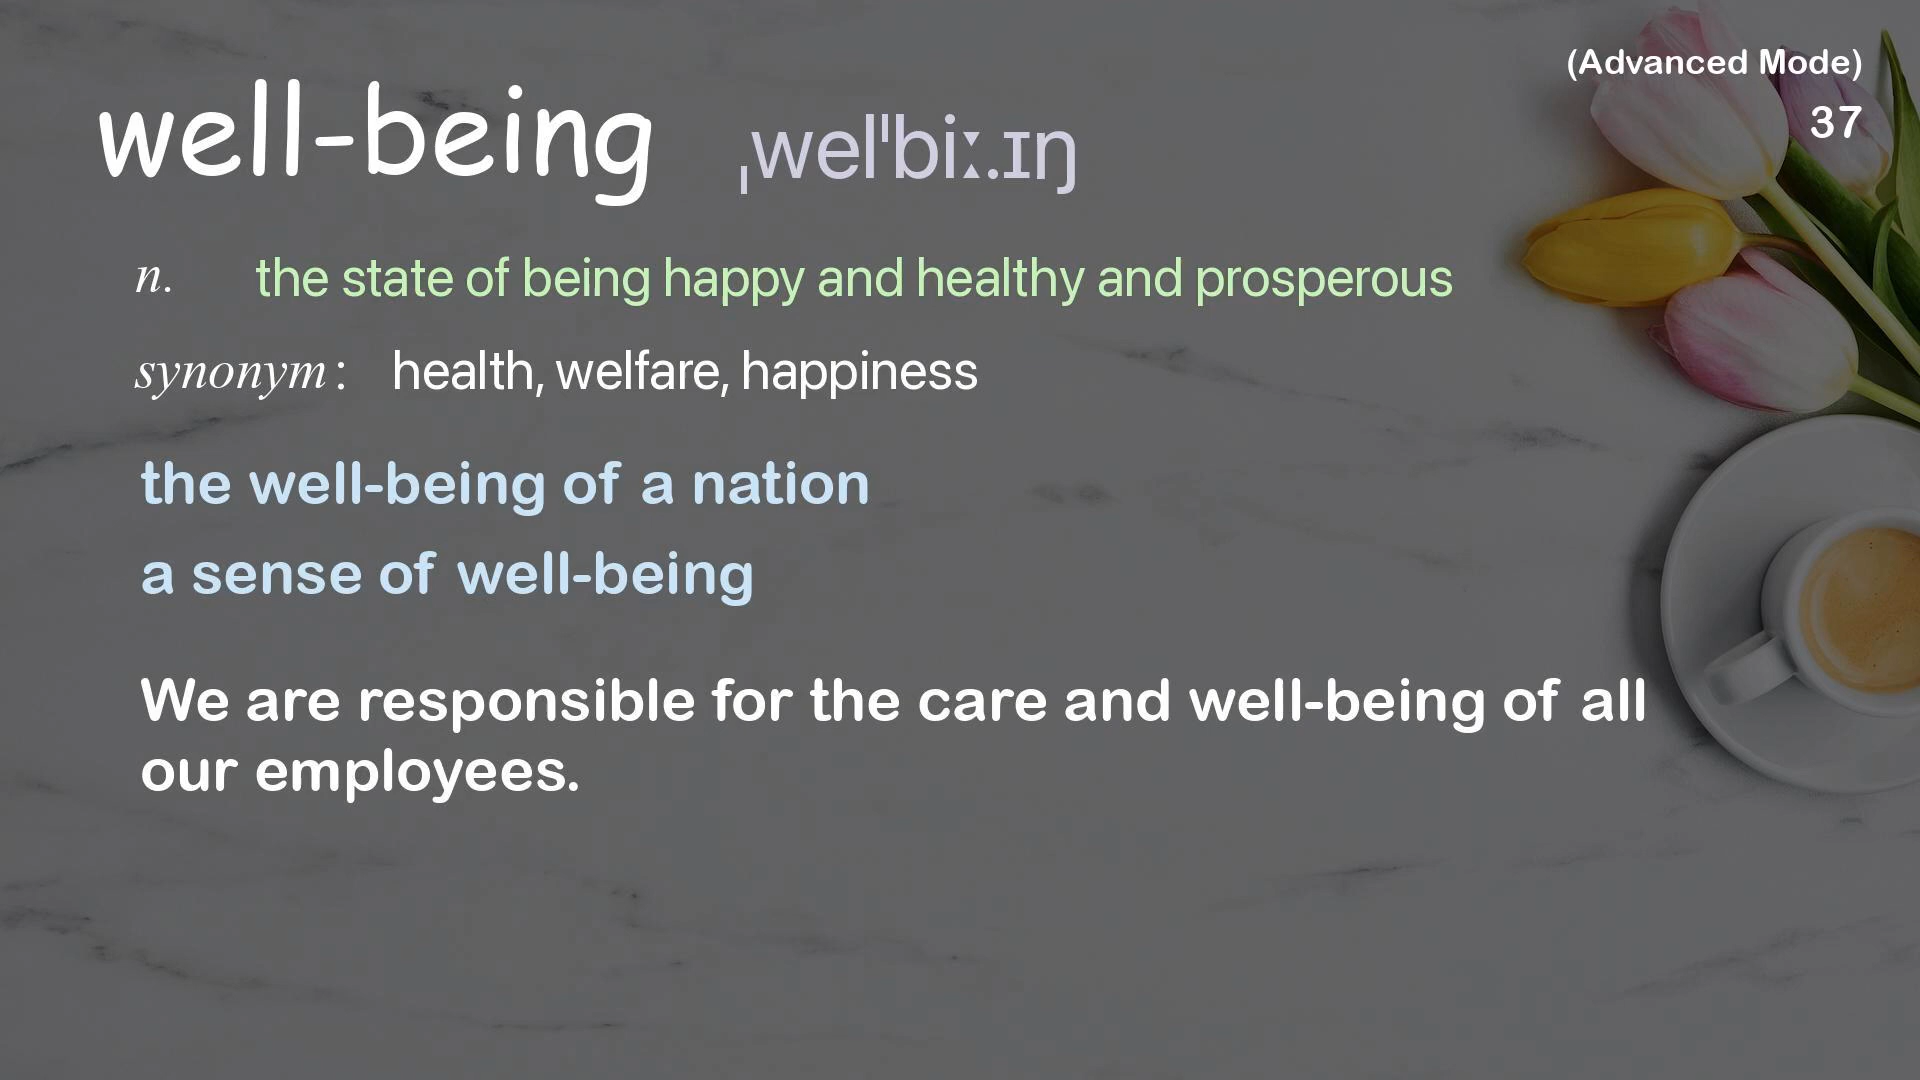 (Advanced Mode)
37
well-being ˌwelˈbiː.ɪŋ
n. the state of being happy and healthy and prosperous
synonym: health, welfare, happiness
the well-being of a nation
a sense of well-being
We are responsible for the care and well-being of all
our employees.